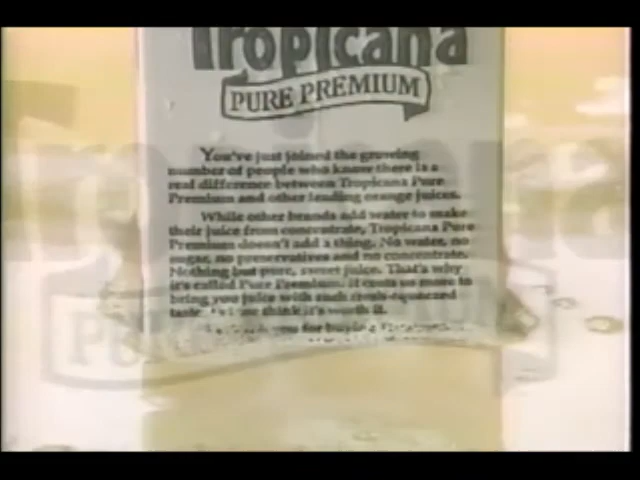 Tropicana
PURE PREMIUM
You've just joined the growing
number of people who know there is a
real difference between Tropicana Pure
Premium and other leading orange juices.
While other brands add water to make
their juice from concentrate, Tropicana Pure
Premium doesn't add a thing. No water, no
sugar, no preservatives and no concentrate.
Nothing but pure, sweet juice. That's why
it's called Pure Premium. It costs us more to
bring you juice with such fresh-squeezed
taste. we think it's worth it.
you for buying